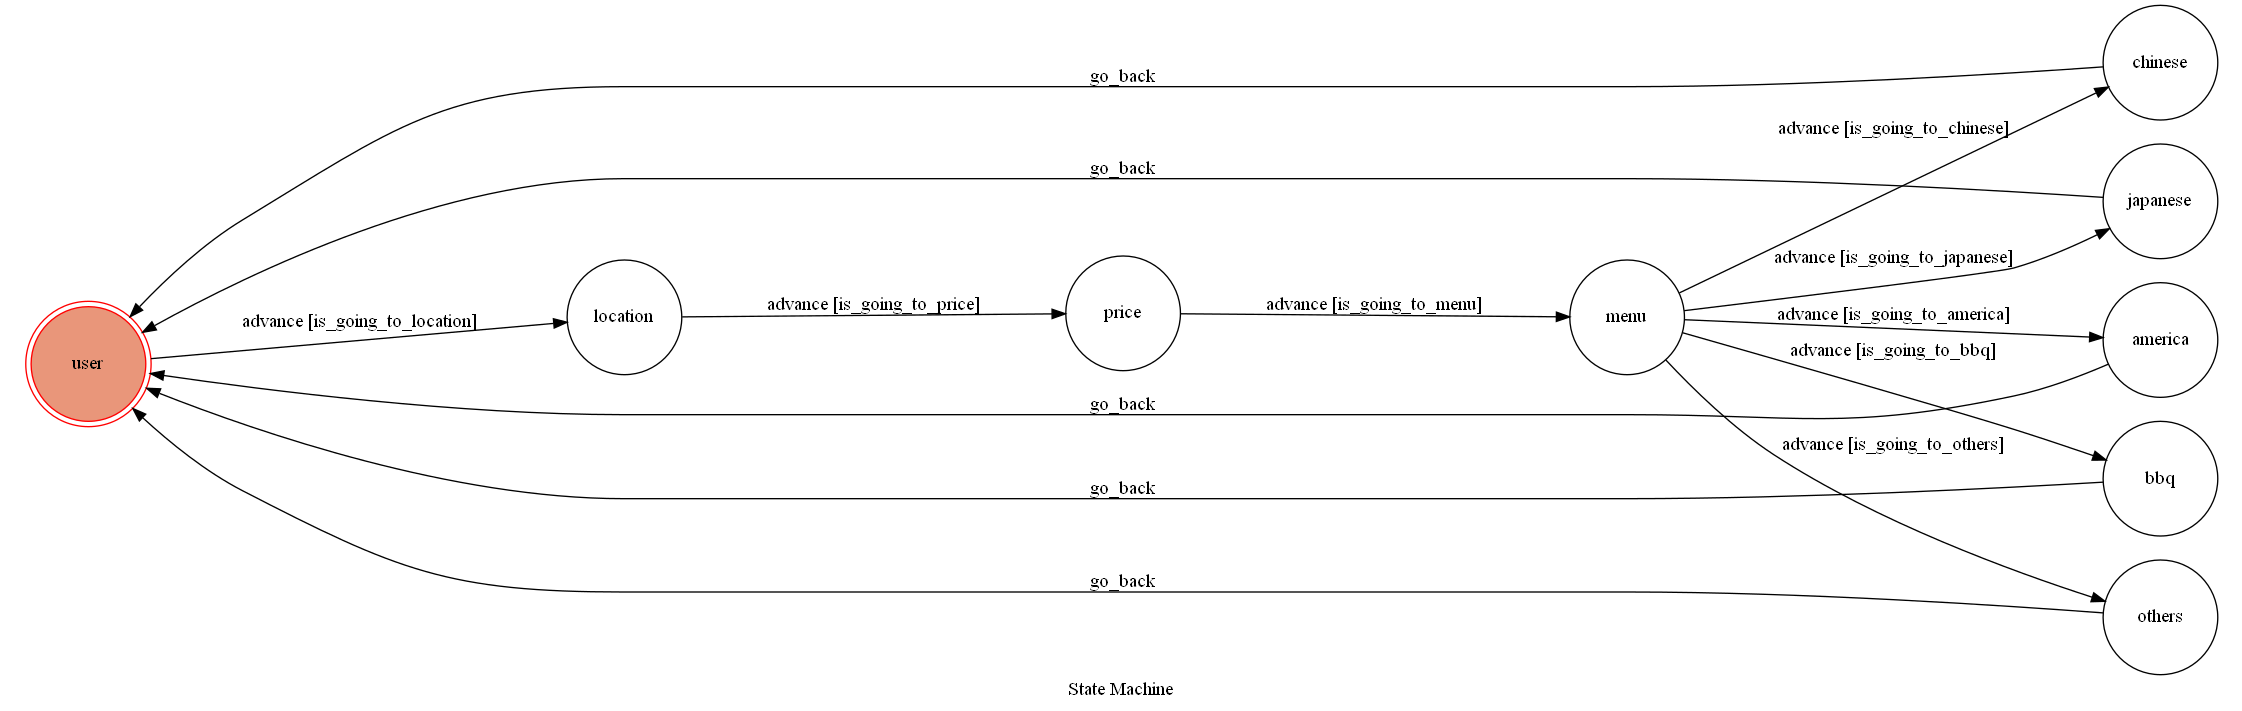 chinese
go_back
advance [is_going_to_chinese]
go_back
japanese
advance [is_going_to_japanese]
advance [is_going_to_location]
location
advance [is_going_to_price]
price
advance [is_going_to_menu]
menu
advance [is_going_to_america]
america
user
advance [is_going_to_bbq]
go_back
advance [is_going_to_others]
bbq
go_back
go_back
others
State Machine